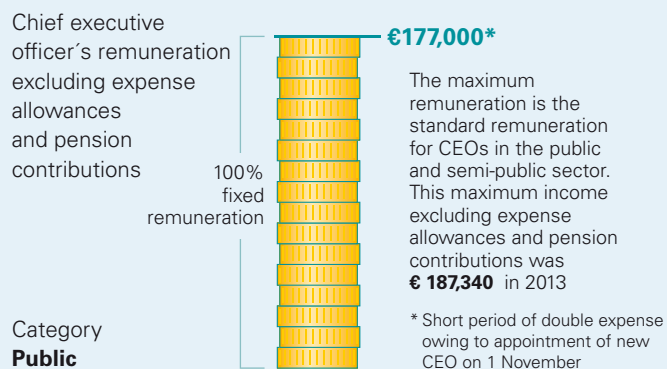 Chief executive
officer´s remuneration
excluding expense
allowances
and pension
contributions
100%
fixed
remuneration
€177,000*
The maximum
remuneration is the
standard remuneration
for CEOs in the public
and semi-public sector.
This maximum income
excluding expense
allowances and pension
contributions was
€ 187,340 in 2013
* Short period of double expense
owing to appointment of new
CEO on 1 November
Category
Public